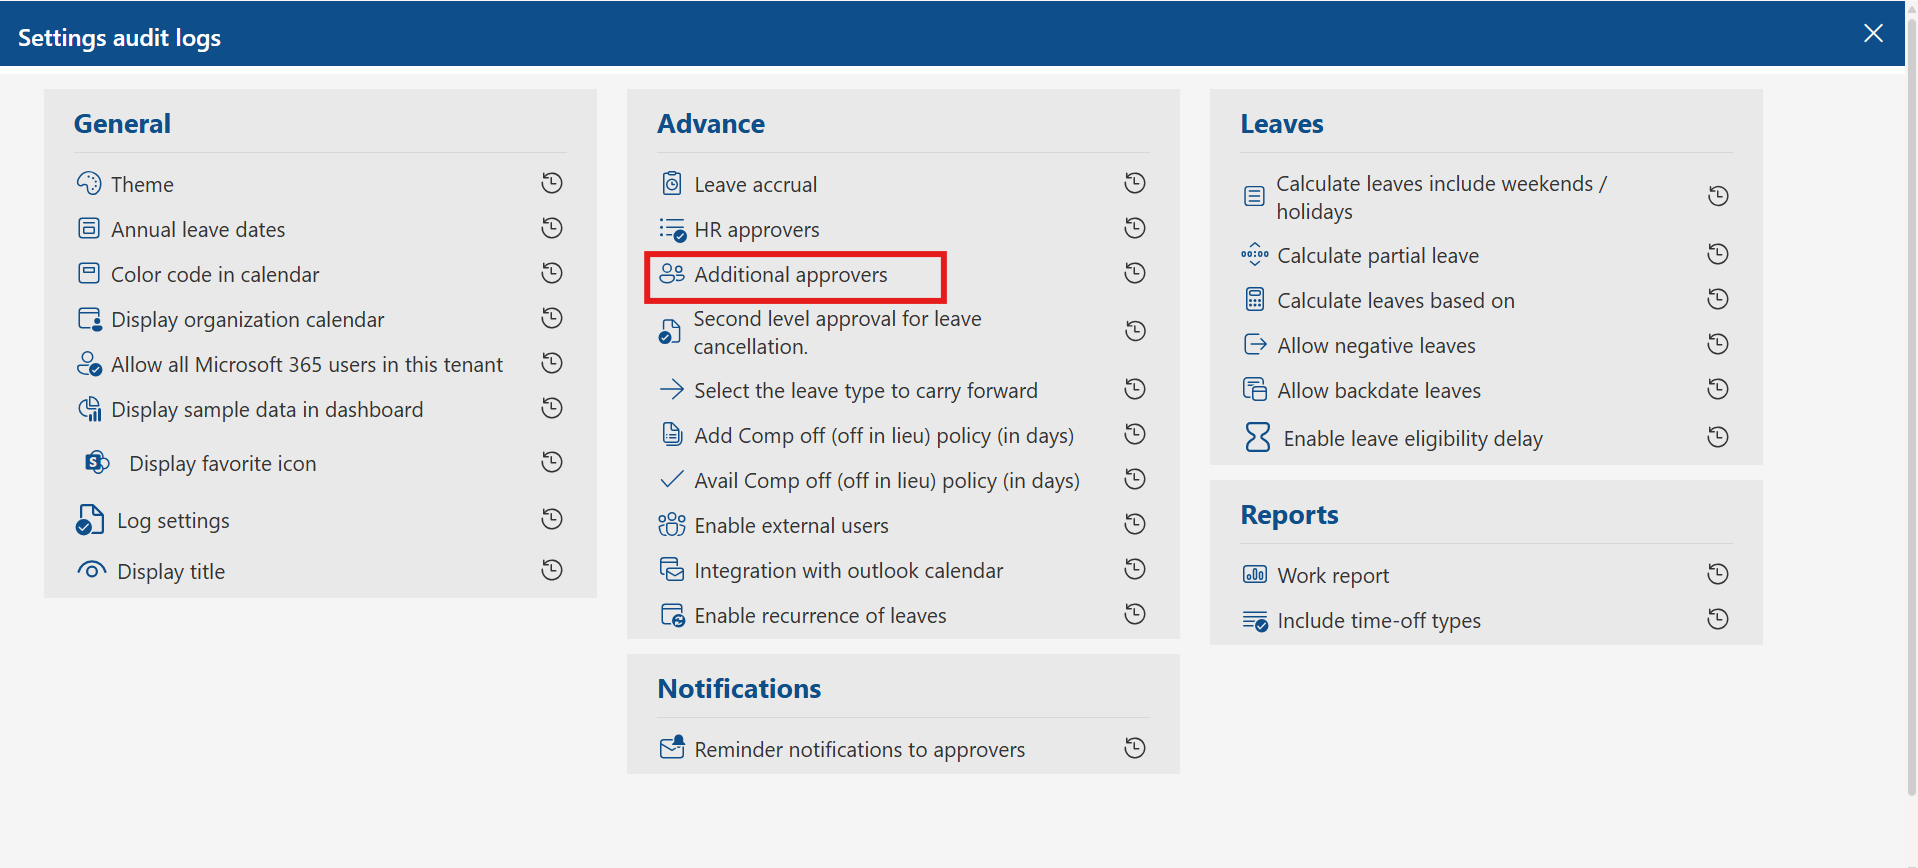 Settings audit logs
General
Theme
Annual leave dates
Color code in calendar
Display organization calendar
Allow all Microsoft 365 users in this tenant
Display sample data in dashboard
Display favorite icon
Log settings
Display title
Advance
Leave accrual
HR approvers
Additional approvers
Second level approval for leave
cancellation.
Select the leave type to carry forward
Add Comp off (off in lieu) policy (in days)
Avail Comp off (off in lieu) policy (in days)
Enable external users
Integration with outlook calendar
Enable recurrence of leaves
Notifications
Reminder notifications to approvers
Leaves
Calculate leaves include weekends /
holidays
Calculate partial leave
Calculate leaves based on
Allow negative leaves
Allow backdate leaves
Enable leave eligibility delay
Reports
Work report
Include time-off types